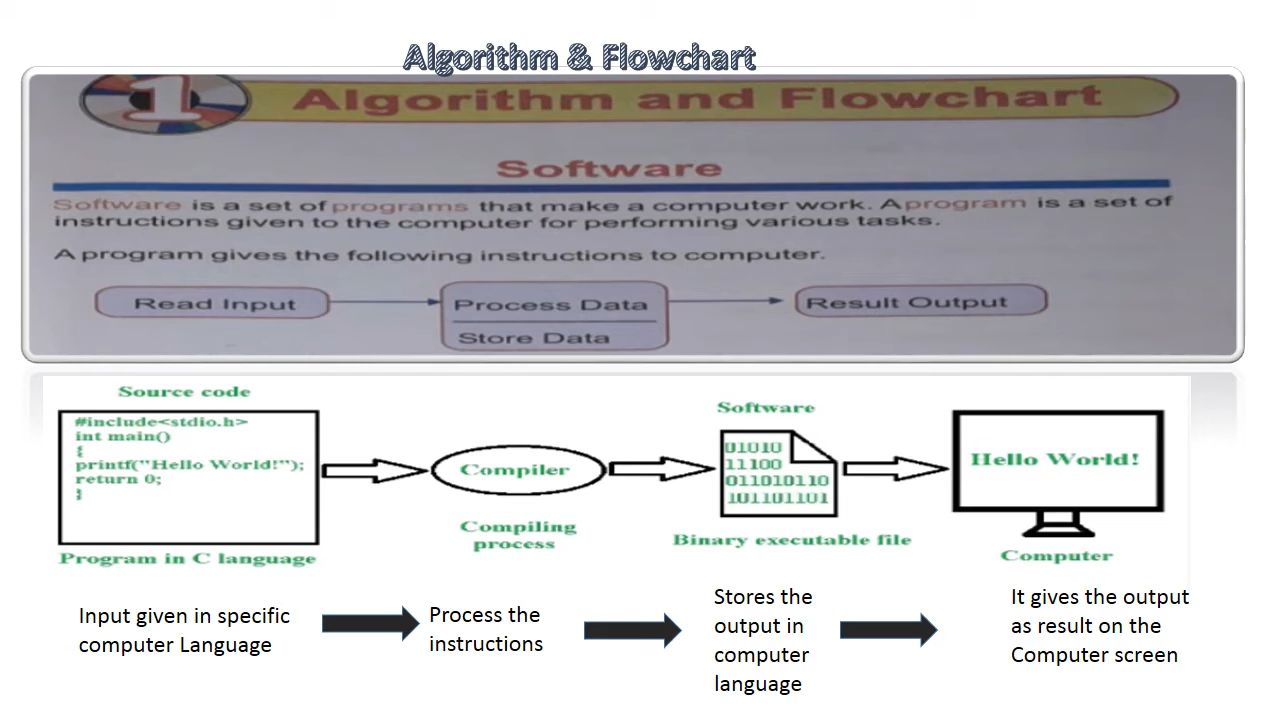 Algorithm & Flowchart
1 Algorithm and Flowchart
Software
Software is a set of programs that make a computer work. A program is a set of
instructions given to the computer for performing various tasks.
A program gives the following instructions to computer.
Read Input
Process Data
Store Data
Result Output
Source code
#include<stdio.h>
int main()
{
printf("Hello World!");
return 0;
}
Program in C language
Compiler
Compiling
process
Software
01010
11100
011010110
101101101
Binary executable file
Hello World!
Computer
Input given in specific
computer Language
Process the
instructions
Stores the
output in
computer
language
It gives the output
as result on the
Computer screen